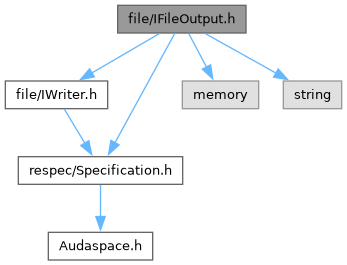 file/IFileOutput.h
file/IWriter.h
memory
string
respec/Specification.h
Audaspace.h